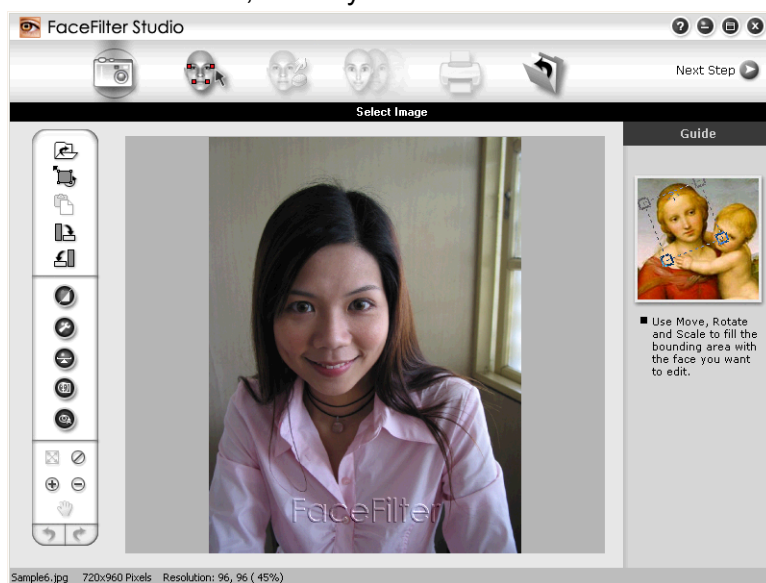 FaceFilter Studio
Next Step
Select Image
Guide
Use Move, Rotate
and Scale to fill the
bounding area with
the face you want
to edit.
FaceFilter
Sample6.jpg 720x960 Pixels Resolution: 96, 96 ( 45%)